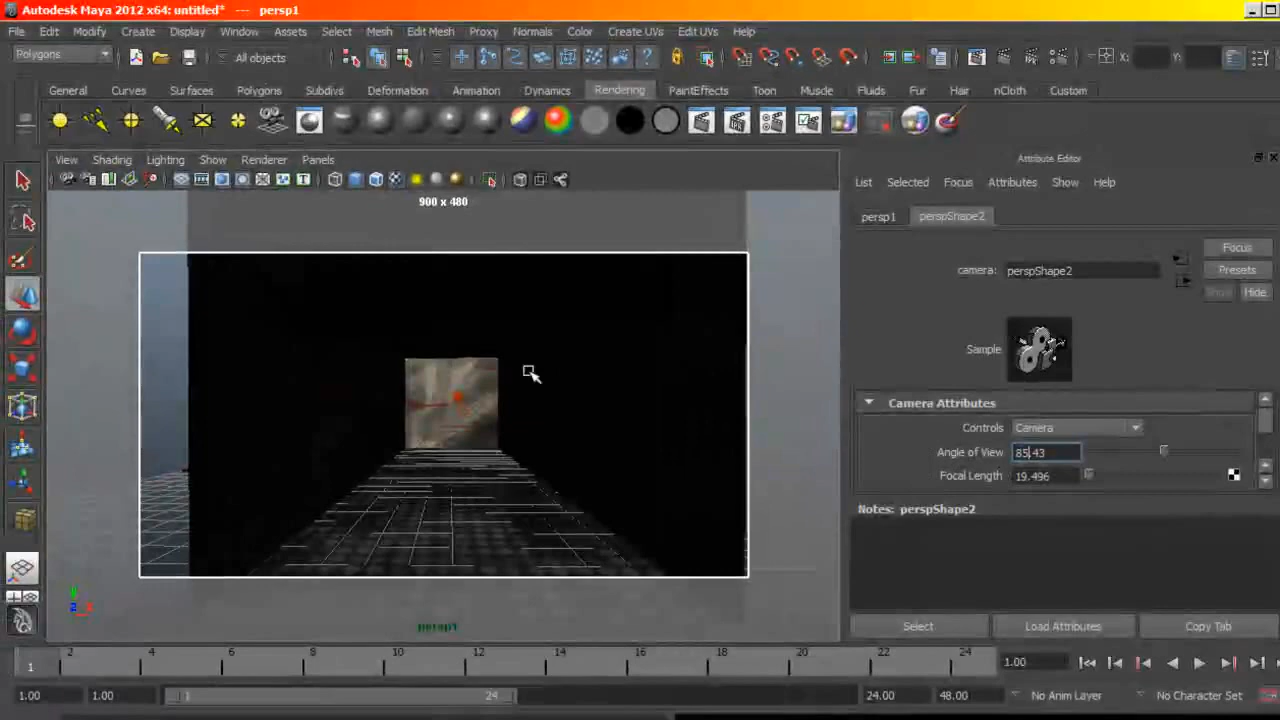 Autodesk Maya 2012 x64: untitled* --- persp1
File Edit Modify Create Display Window Assets Select Mesh Edit Mesh Proxy Normals Color Create UVs Edit UVs Help
Polygons All objects X: Y:
General Curves Surfaces Polygons Subdivs Deformation Animation Dynamics Rendering PaintEffects Toon Muscle Fluids Fur Hair nCloth Custom
View Shading Lighting Show Renderer Panels
900 x 480
persp1
Attribute Editor
List Selected Focus Attributes Show Help
persp1 perspShape2
Focus
camera: perspShape2 Presets
Show Hide
Sample
Camera Attributes
Controls Camera
Angle of View 85.43
Focal Length 19.496
Notes: perspShape2
Select Load Attributes Copy Tab
1 2 4 6 8 10 12 14 16 18 20 22 24 1.00
1.00 1.00 1 24 24.00 48.00 No Anim Layer No Character Set